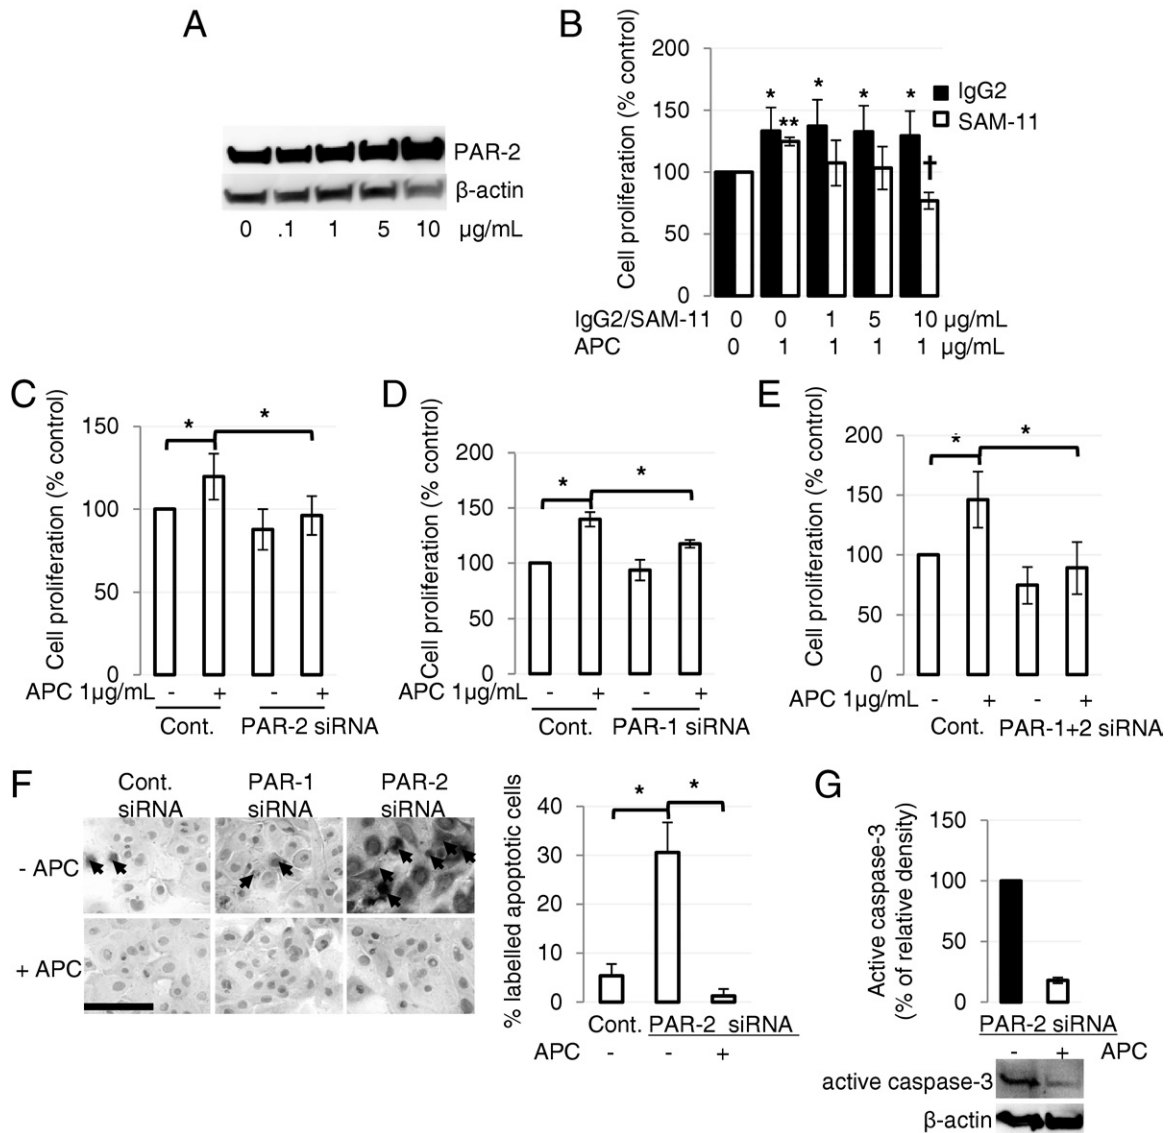 A
PAR-2
β-actin
0 .1 1 5 10 µg/mL
B
Cell proliferation (% control)
200
150
100
50
0
* ** * * * †
IgG2
SAM-11
IgG2/SAM-11 0 0 1 5 10 µg/mL
APC 0 1 1 1 1 µg/mL
C
Cell proliferation (% control)
150
100
50
0
* *
APC 1µg/mL - + - +
Cont. PAR-2 siRNA
D
Cell proliferation (% control)
200
150
100
50
0
* *
APC 1µg/mL - + - +
Cont. PAR-1 siRNA
E
Cell proliferation (% control)
200
150
100
50
0
* *
APC 1µg/mL - + - +
Cont. PAR-1+2 siRNA
F
Cont. siRNA
PAR-1 siRNA
PAR-2 siRNA
- APC
+ APC
% labelled apoptotic cells
40
30
20
10
0
* *
Cont. PAR-2 siRNA
APC - - +
G
Active caspase-3
(% of relative density)
150
100
50
0
PAR-2 siRNA
- + APC
active caspase-3
β-actin